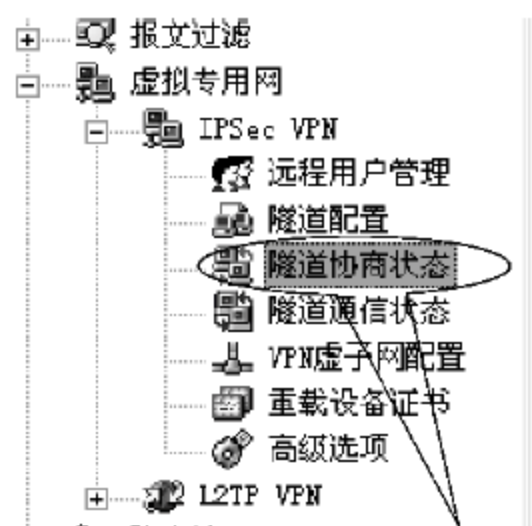 报文过滤
虚拟专用网
IPSec VPN
远程用户管理
隧道配置
隧道协商状态
隧道通信状态
VPN虚子网配置
重载设备证书
高级选项
L2TP VPN